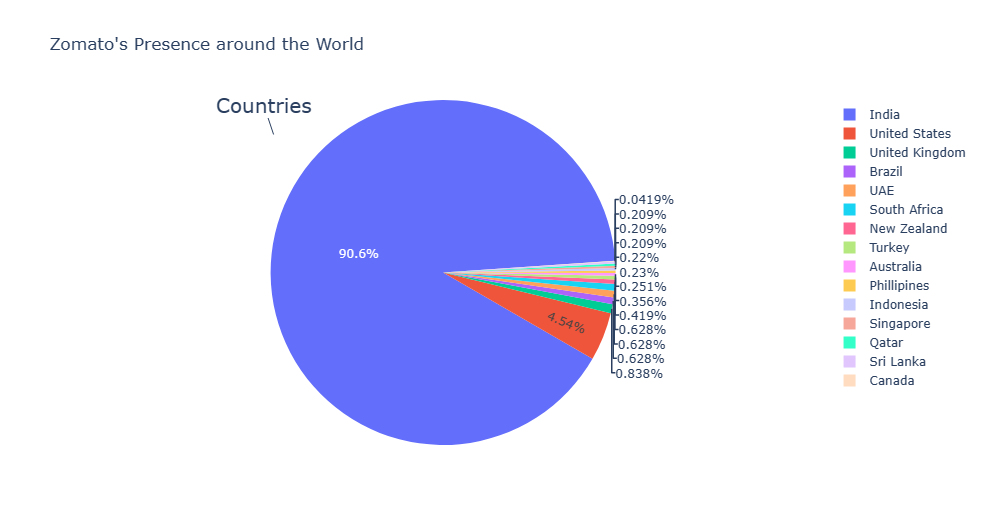 Zomato's Presence around the World
Countries
90.6%
4.54%
0.0419%
0.209%
0.209%
0.209%
0.22%
0.23%
0.251%
0.356%
0.419%
0.628%
0.628%
0.628%
0.838%
India
United States
United Kingdom
Brazil
UAE
South Africa
New Zealand
Turkey
Australia
Phillipines
Indonesia
Singapore
Qatar
Sri Lanka
Canada